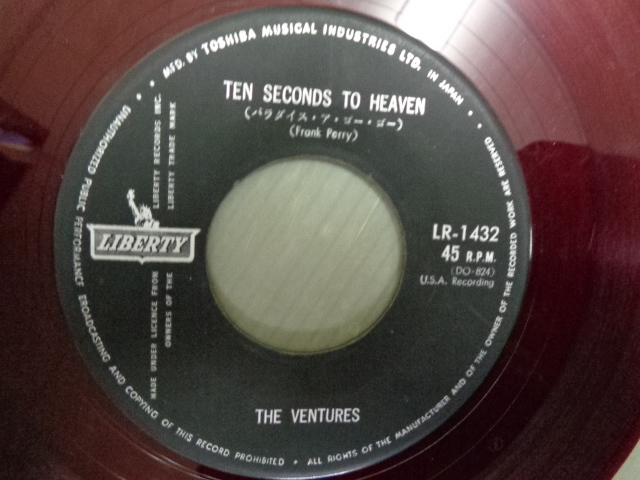 MFD. BY TOSHIBA MUSICAL INDUSTRIES LTD. IN JAPAN
TEN SECONDS TO HEAVEN
(パラダイス・ア・ゴー・ゴー)
(Frank Perry)
LIBERTY RECORDS INC.
LIBERTY TRADE MARK
LIBERTY
MADE UNDER LICENCE FROM
OWNERS OF THE
LR-1432
45 R.P.M.
(DO-824)
U.S.A. Recording
THE VENTURES
UNAUTHORIZED PUBLIC PERFORMANCE BROADCASTING AND COPYING OF THIS RECORD PROHIBITED • ALL RIGHTS OF THE MANUFACTURER AND OF THE OWNER OF THE RECORDED WORK ARE RESERVED